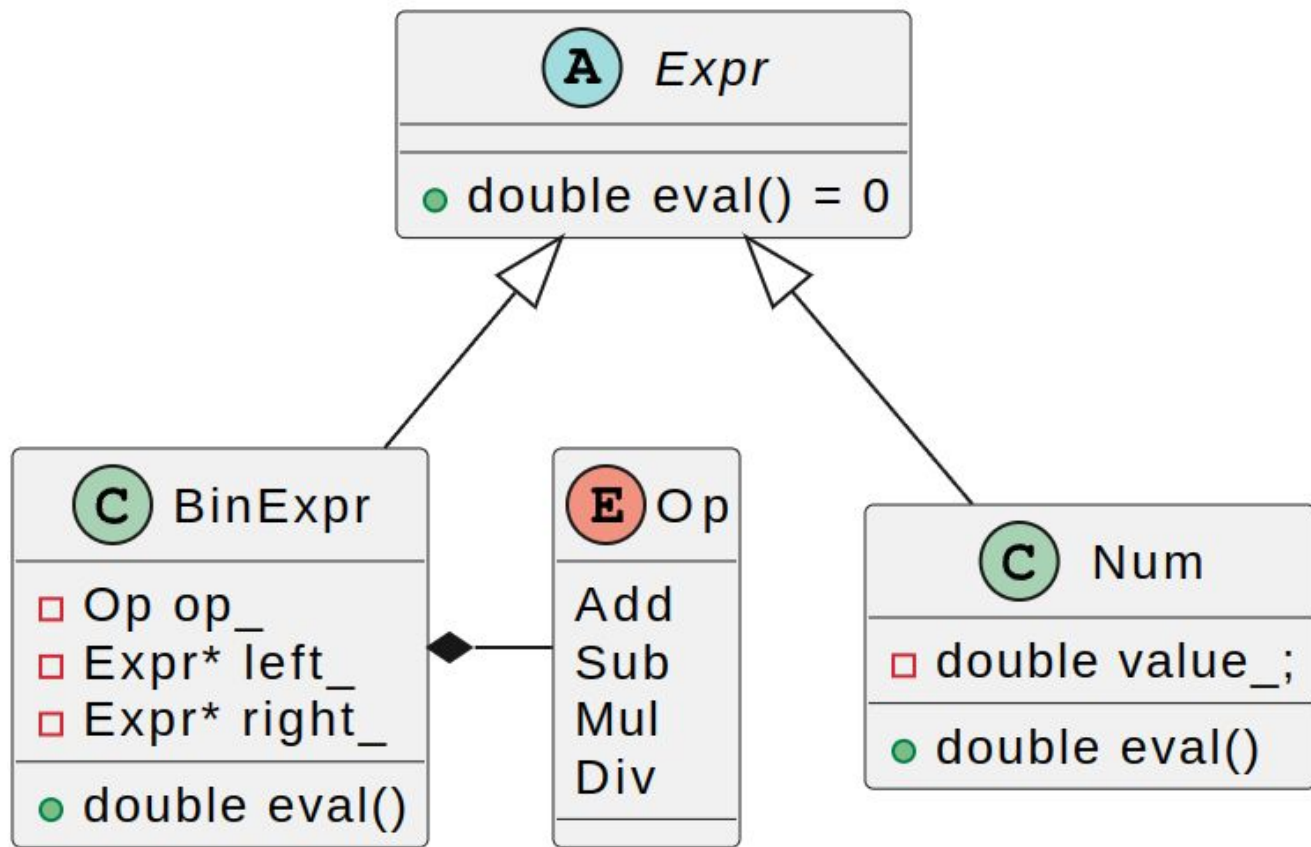 A Expr
double eval() = 0
C BinExpr
Op op_
Expr* left_
Expr* right_
double eval()
E Op
Add
Sub
Mul
Div
C Num
double value_;
double eval()